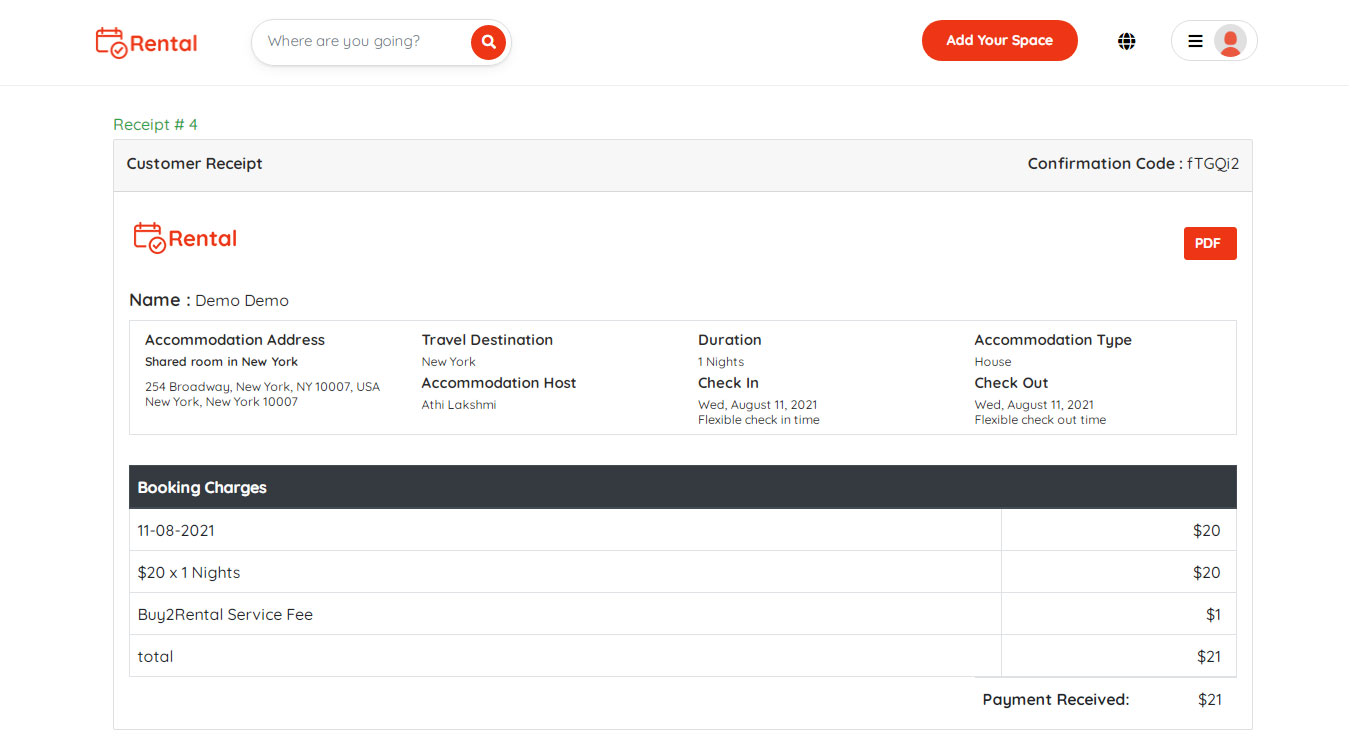 Rental
Where are you going?
Add Your Space
Receipt # 4
Customer Receipt
Confirmation Code : fTGQi2
Rental
PDF
Name : Demo Demo
Accommodation Address
Shared room in New York
254 Broadway, New York, NY 10007, USA
New York, New York 10007
Travel Destination
New York
Accommodation Host
Athi Lakshmi
Duration
1 Nights
Check In
Wed, August 11, 2021
Flexible check in time
Accommodation Type
House
Check Out
Wed, August 11, 2021
Flexible check out time
Booking Charges
11-08-2021 $20
$20 x 1 Nights $20
Buy2Rental Service Fee $1
total $21
Payment Received: $21